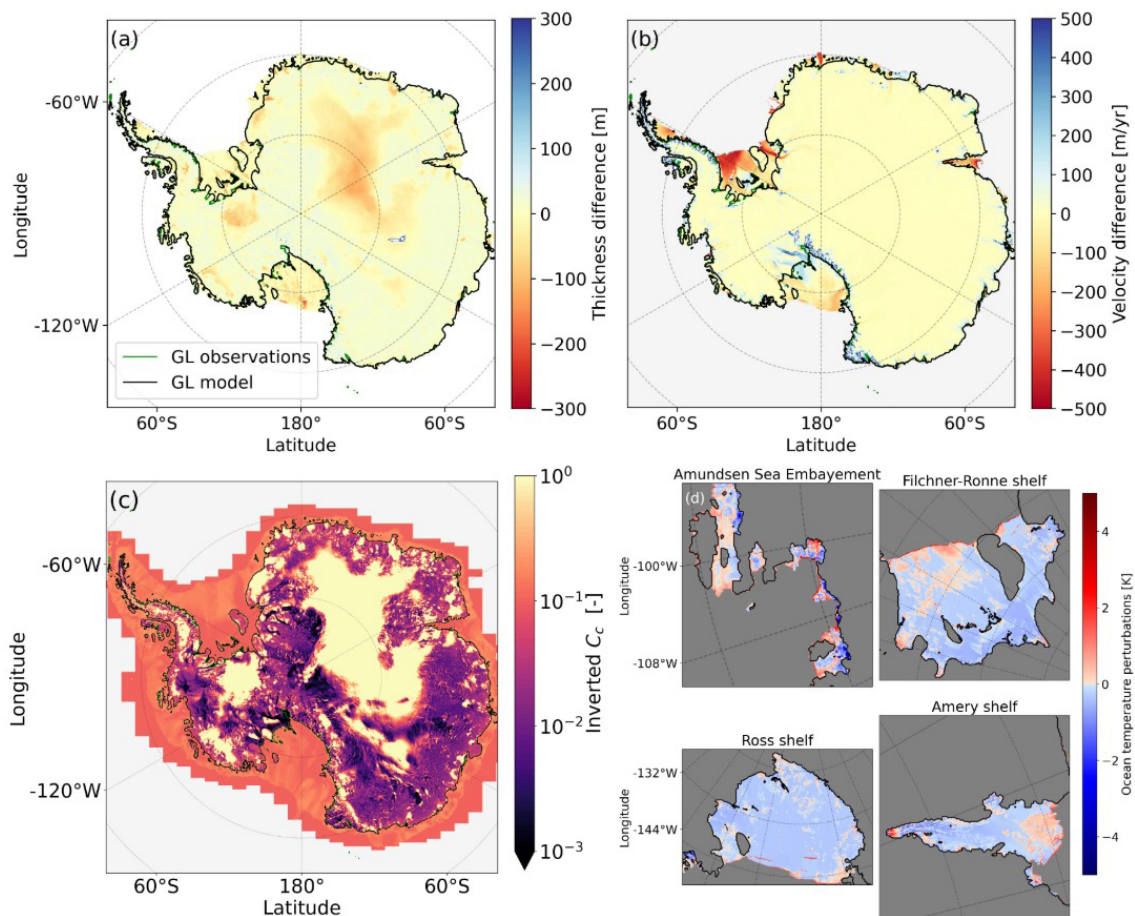 (a)
-60°W
-120°W
Longitude
GL observations
GL model
60°S
180°
60°S
Latitude
300
200
100
0
−100
−200
−300
Thickness difference [m]
(b)
-60°W
-120°W
Longitude
60°S
180°
60°S
Latitude
500
400
300
200
100
0
−100
−200
−300
−400
−500
Velocity difference [m/yr]
(c)
-60°W
-120°W
Longitude
60°S
180°
60°S
Latitude
10⁰
10⁻¹
10⁻²
10⁻³
Inverted C_c [-]
Amundsen Sea Embayement
(d)
-100°W
-108°W
Longitude
Filchner-Ronne shelf
Ross shelf
-132°W
-144°W
Longitude
Amery shelf
4
2
0
−2
−4
Ocean temperature perturbations [K]